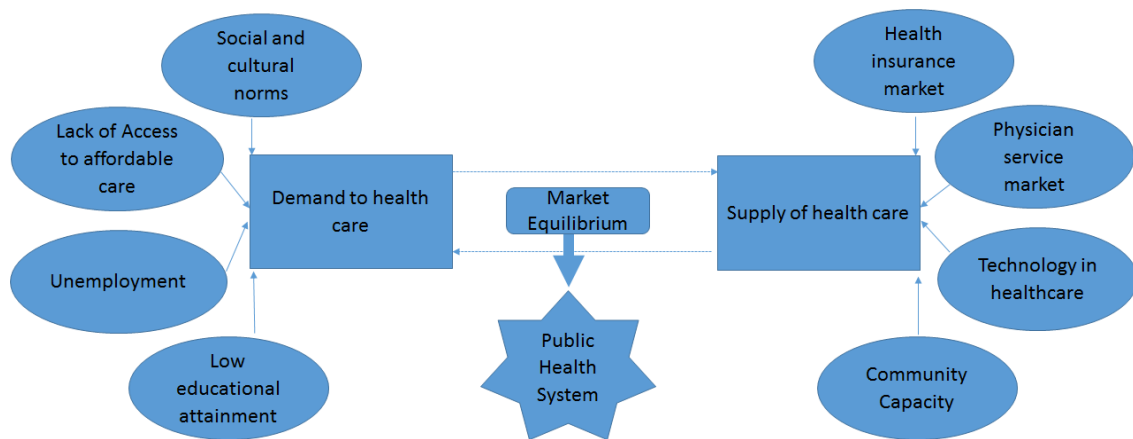 Social and
cultural
norms
Health
insurance
market
Lack of Access
to affordable
care
Physician
service
market
Demand to health
care
Market
Equilibrium
Supply of health care
Unemployment
Technology in
healthcare
Public
Health
System
Low
educational
attainment
Community
Capacity